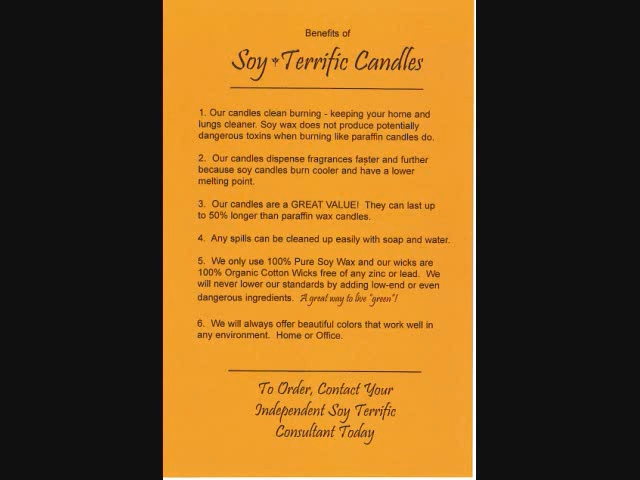 Benefits of
Soy Terrific Candles
1. Our candles clean burning - keeping your home and
lungs cleaner. Soy wax does not produce potentially
dangerous toxins when burning like paraffin candles do.
2. Our candles dispense fragrances faster and further
because soy candles burn cooler and have a lower
melting point.
3. Our candles are a GREAT VALUE! They can last up
to 50% longer than paraffin wax candles.
4. Any spills can be cleaned up easily with soap and water.
5. We only use 100% Pure Soy Wax and our wicks are
100% Organic Cotton Wicks free of any zinc or lead. We
will never lower our standards by adding low-end or even
dangerous ingredients. A great way to live "green"!
6. We will always offer beautiful colors that work well in
any environment. Home or Office.
To Order, Contact Your
Independent Soy Terrific
Consultant Today